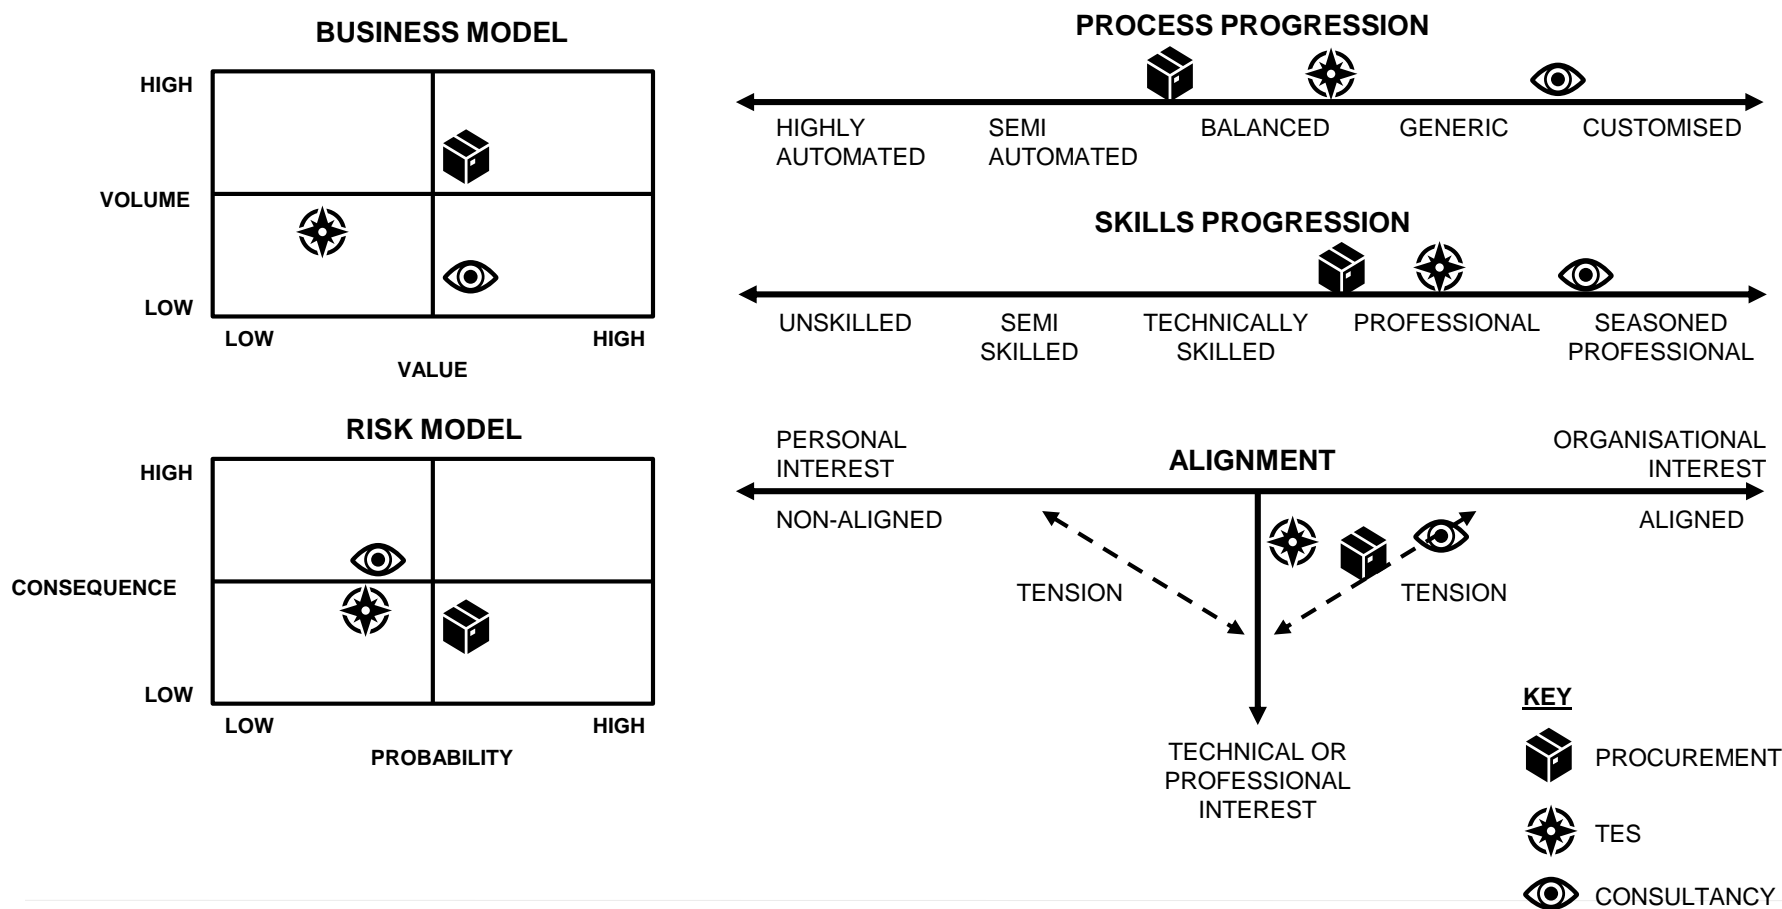 BUSINESS MODEL
HIGH
VOLUME
LOW
LOW
HIGH
VALUE
RISK MODEL
HIGH
CONSEQUENCE
LOW
LOW
HIGH
PROBABILITY
PROCESS PROGRESSION
HIGHLY
AUTOMATED
SEMI
AUTOMATED
BALANCED
GENERIC
CUSTOMISED
SKILLS PROGRESSION
UNSKILLED
SEMI
SKILLED
TECHNICALLY
SKILLED
PROFESSIONAL
SEASONED
PROFESSIONAL
PERSONAL
INTEREST
ALIGNMENT
ORGANISATIONAL
INTEREST
NON-ALIGNED
ALIGNED
TENSION
TENSION
TECHNICAL OR
PROFESSIONAL
INTEREST
KEY
PROCUREMENT
TES
CONSULTANCY